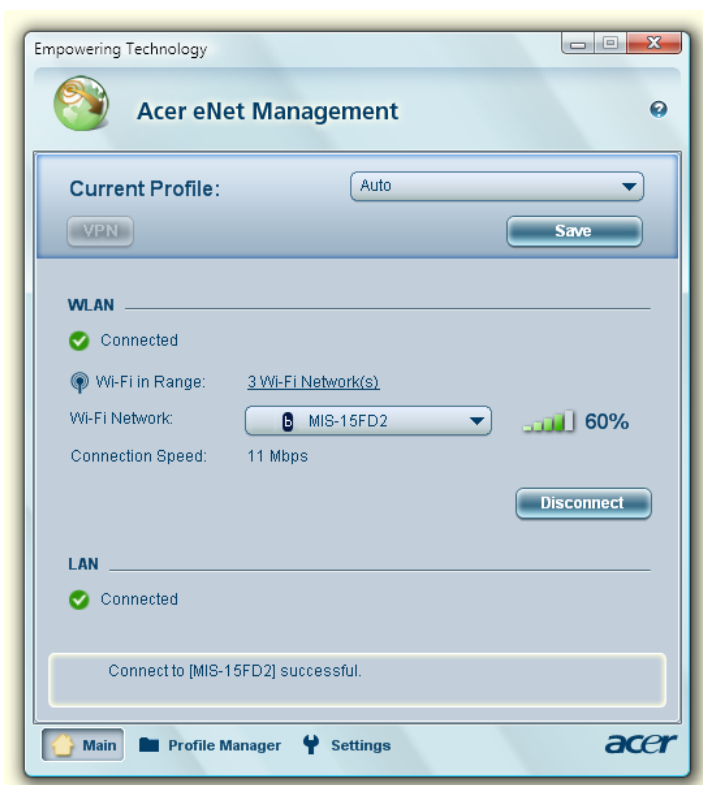 Empowering Technology
Acer eNet Management
Current Profile: Auto
VPN Save
WLAN
Connected
Wi-Fi in Range: 3 Wi-Fi Network(s)
Wi-Fi Network: b MIS-15FD2 60%
Connection Speed: 11 Mbps
Disconnect
LAN
Connected
Connect to [MIS-15FD2] successful.
Main Profile Manager Settings acer